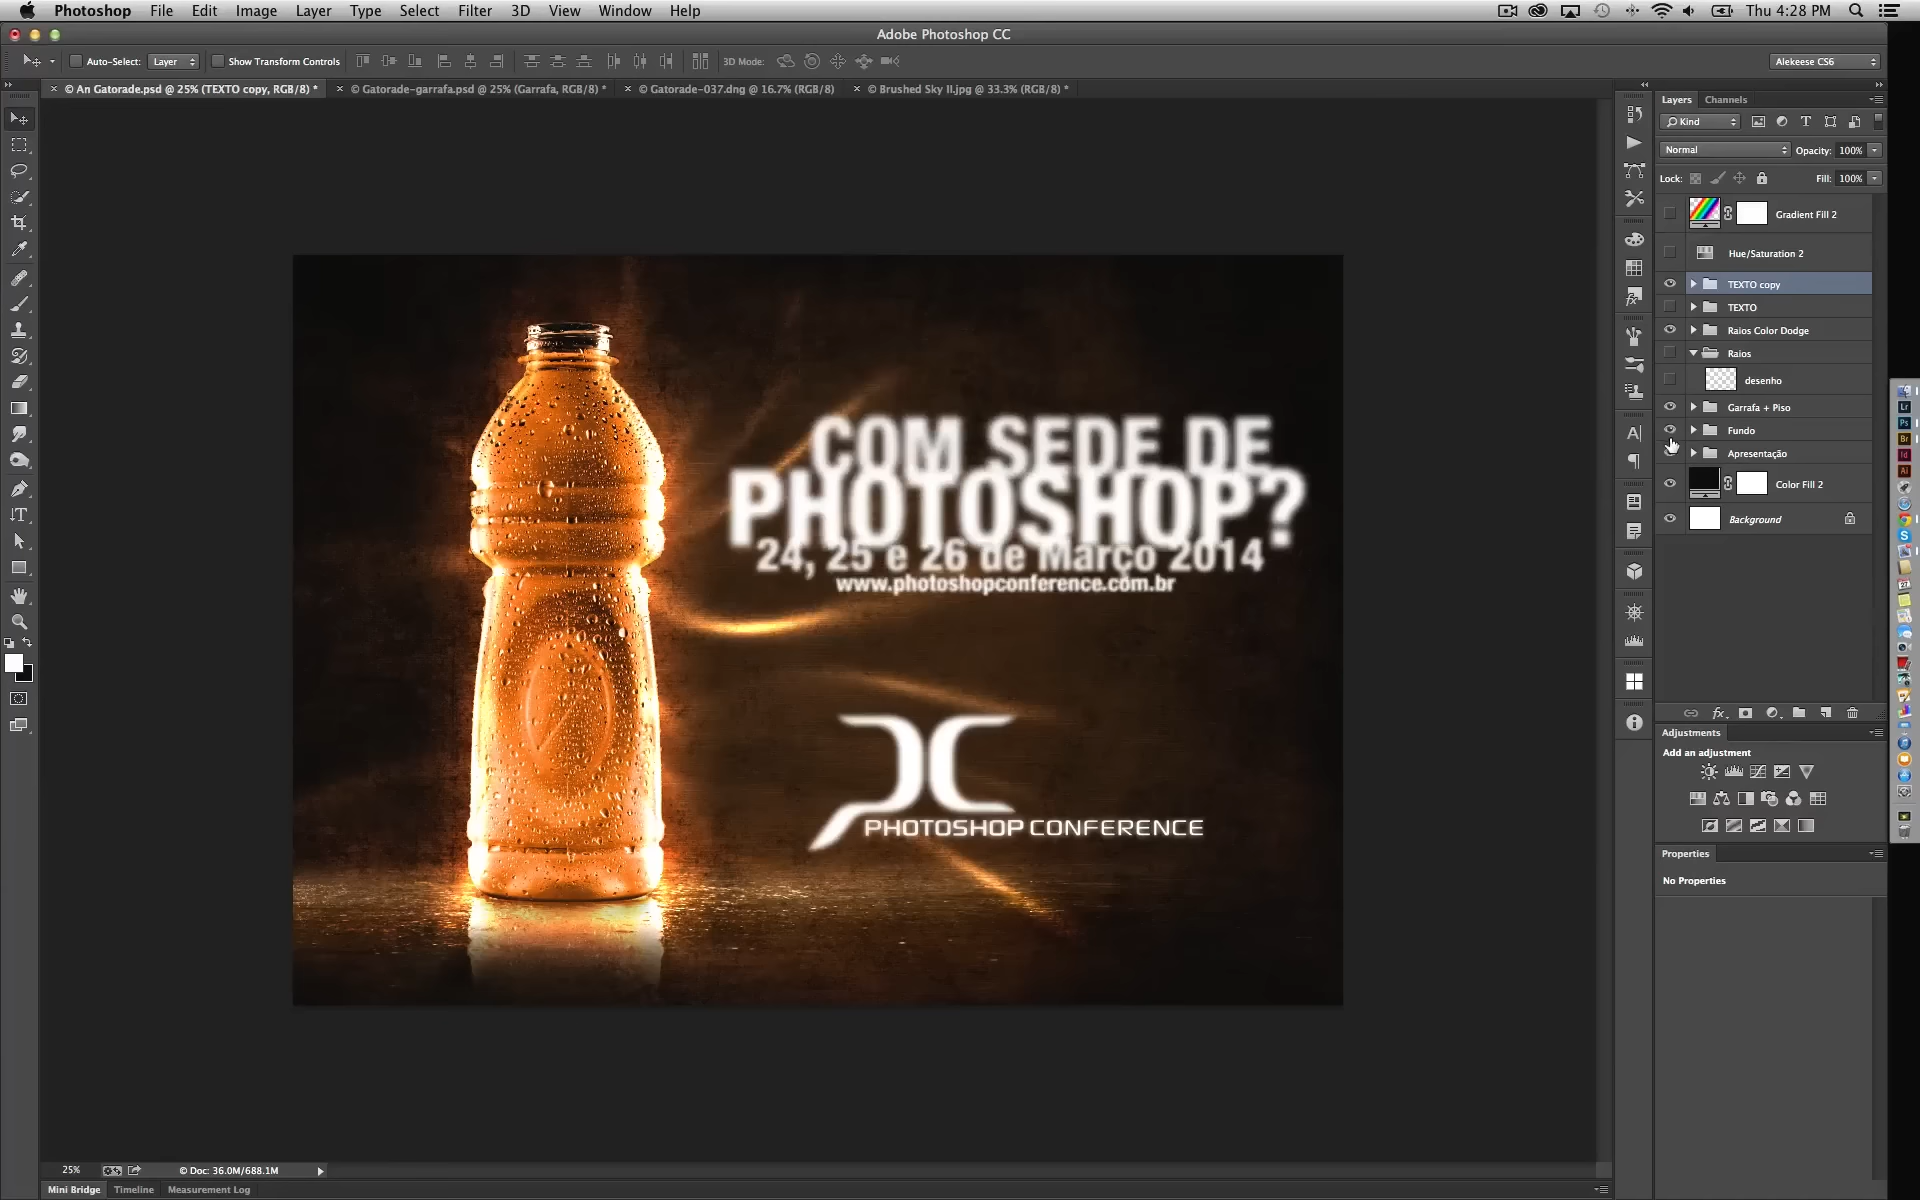 Photoshop File Edit Image Layer Type Select Filter 3D View Window Help Thu 4:28 PM
Adobe Photoshop CC
Auto-Select: Layer Show Transform Controls 3D Mode: Alekeese CS6
× © An Gatorade.psd @ 25% (TEXTO copy, RGB/8) * × © Gatorade-garrafa.psd @ 25% (Garrafa, RGB/8) * × © Gatorade-037.dng @ 16.7% (RGB/8) × © Brushed Sky II.jpg @ 33.3% (RGB/8) *
Layers Channels
Kind
Normal Opacity: 100%
Lock: Fill: 100%
Gradient Fill 2
Hue/Saturation 2
TEXTO copy
TEXTO
Raios Color Dodge
Raios
desenho
Garrafa + Piso
Fundo
Apresentação
Color Fill 2
Background
COM SEDE DE
PHOTOSHOP?
24, 25 e 26 de Março 2014
www.photoshopconference.com.br
PHOTOSHOP CONFERENCE
Adjustments
Add an adjustment
Properties
No Properties
25% © Doc: 36.0M/688.1M
Mini Bridge Timeline Measurement Log